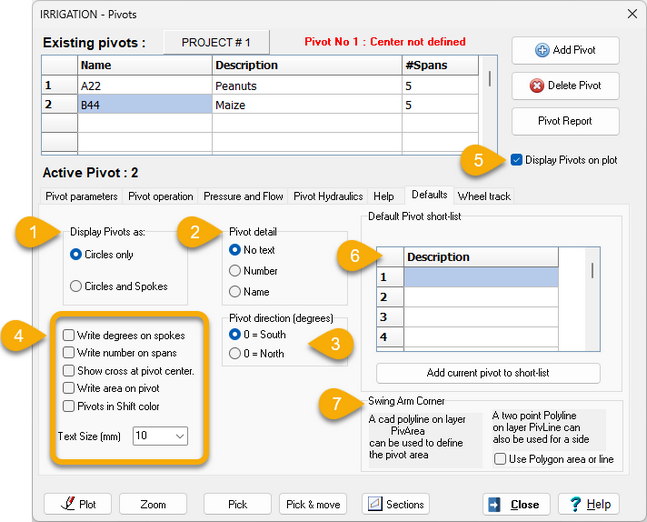 IRRIGATION - Pivots
Existing pivots :
PROJECT # 1
Pivot No 1 : Center not defined
Add Pivot
Name Description #Spans
1 A22 Peanuts 5
2 B44 Maize 5
Delete Pivot
Pivot Report
5
Display Pivots on plot
Active Pivot : 2
Pivot parameters Pivot operation Pressure and Flow Pivot Hydraulics Help Defaults Wheel track
1
Display Pivots as:
Circles only
Circles and Spokes
2
Pivot detail
No text
Number
Name
Pivot direction (degrees)
0 = South
0 = North
3
4
Write degrees on spokes
Write number on spans
Show cross at pivot center.
Write area on pivot
Pivots in Shift color
Text Size (mm) 10
Default Pivot short-list
6
Description
1
2
3
4
Add current pivot to short-list
7
Swing Arm Corner
A cad polyline on layer
PivArea
can be used to define
the pivot area
A two point Polyline
on layer PivLine can
also be used for a side
Use Polygon area or line
Plot
Zoom
Pick
Pick & move
Sections
Close
Help